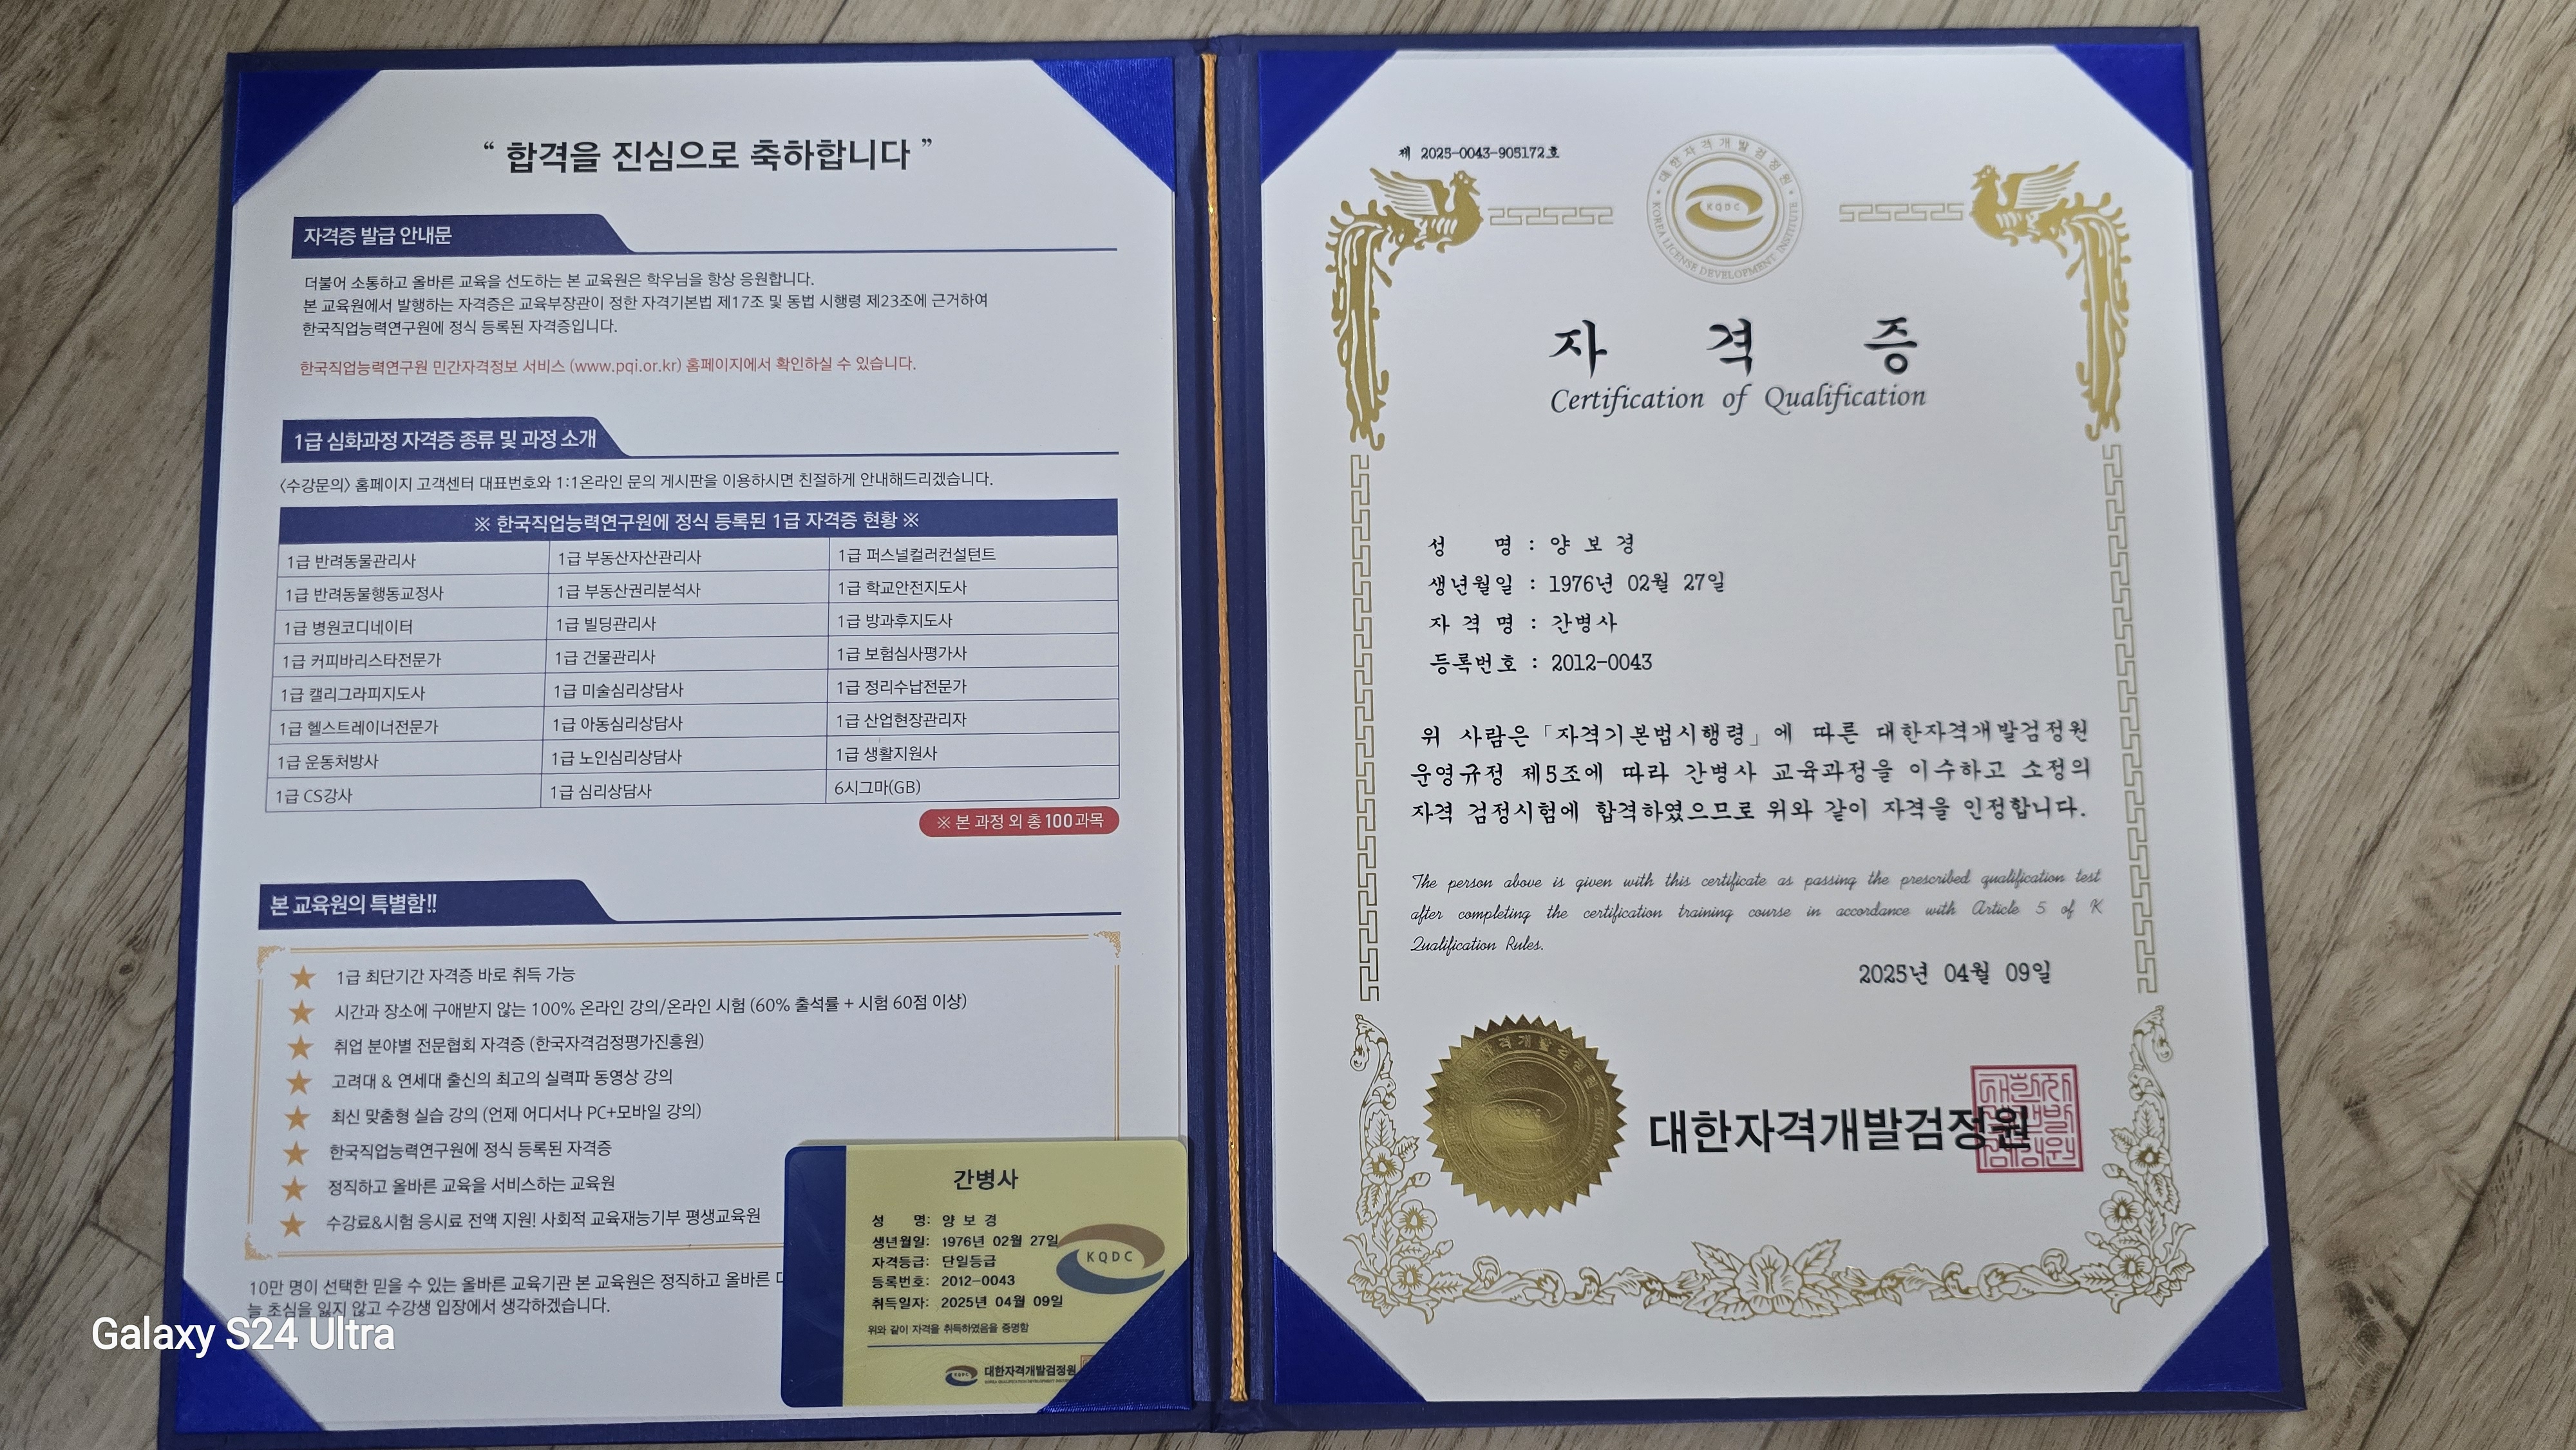 “ 합격을 진심으로 축하합니다 ”
자격증 발급 안내문
더불어 소통하고 올바른 교육을 선도하는 본 교육원은 학우님을 항상 응원합니다.
본 교육원에서 발행하는 자격증은 교육부장관이 정한 자격기본법 제17조 및 동법 시행령 제23조에 근거하여
한국직업능력연구원에 정식 등록된 자격증입니다.
한국직업능력연구원 민간자격정보 서비스 (www.pqi.or.kr) 홈페이지에서 확인하실 수 있습니다.
1급 심화과정 자격증 종류 및 과정 소개
<수강문의> 홈페이지 고객센터 대표번호와 1:1온라인 문의 게시판을 이용하시면 친절하게 안내해드리겠습니다.
※ 한국직업능력연구원에 정식 등록된 1급 자격증 현황 ※
1급 반려동물관리사 1급 부동산자산관리사 1급 퍼스널컬러컨설턴트
1급 반려동물행동교정사 1급 부동산권리분석사 1급 학교안전지도사
1급 병원코디네이터 1급 빌딩관리사 1급 방과후지도사
1급 커피바리스타전문가 1급 건물관리사 1급 보험심사평가사
1급 캘리그라피지도사 1급 미술심리상담사 1급 정리수납전문가
1급 헬스트레이너전문가 1급 아동심리상담사 1급 산업현장관리자
1급 운동처방사 1급 노인심리상담사 1급 생활지원사
1급 CS강사 1급 심리상담사 6시그마(GB)
※ 본 과정 외 총 100과목
본 교육원의 특별함!!
★ 1급 최단기간 자격증 바로 취득 가능
★ 시간과 장소에 구애받지 않는 100% 온라인 강의/온라인 시험 (60% 출석률 + 시험 60점 이상)
★ 취업 분야별 전문협회 자격증 (한국자격검정평가진흥원)
★ 고려대 & 연세대 출신의 최고의 실력파 동영상 강의
★ 최신 맞춤형 실습 강의 (언제 어디서나 PC+모바일 강의)
★ 한국직업능력연구원에 정식 등록된 자격증
★ 정직하고 올바른 교육을 서비스하는 교육원
★ 수강료&시험 응시료 전액 지원! 사회적 교육재능기부 평생교육원
10만 명이 선택한 믿을 수 있는 올바른 교육기관 본 교육원은 정직하고 올바른
늘 초심을 잃지 않고 수강생 입장에서 생각하겠습니다.
Galaxy S24 Ultra
간병사
성 명: 양 보 경
생년월일: 1976년 02월 27일
자격등급: 단일등급
등록번호: 2012-0043
취득일자: 2025년 04월 09일
위와 같이 자격을 취득하였음을 증명함
KQDC
대한자격개발검정원
제 2025-0043-905172호
대한자격개발검정원
KQDC
KOREA LICENSE DEVELOPMENT INSTITUTE
자 격 증
Certification of Qualification
성 명 : 양 보 경
생년월일 : 1976년 02월 27일
자 격 명 : 간병사
등록번호 : 2012-0043
위 사람은 「자격기본법시행령」에 따른 대한자격개발검정원
운영규정 제5조에 따라 간병사 교육과정을 이수하고 소정의
자격 검정시험에 합격하였으므로 위와 같이 자격을 인정합니다.
The person above is given with this certificate as passing the prescribed qualification test
after completing the certification training course in accordance with Article 5 of K
Qualification Rules.
2025년 04월 09일
대한자격개발검정원